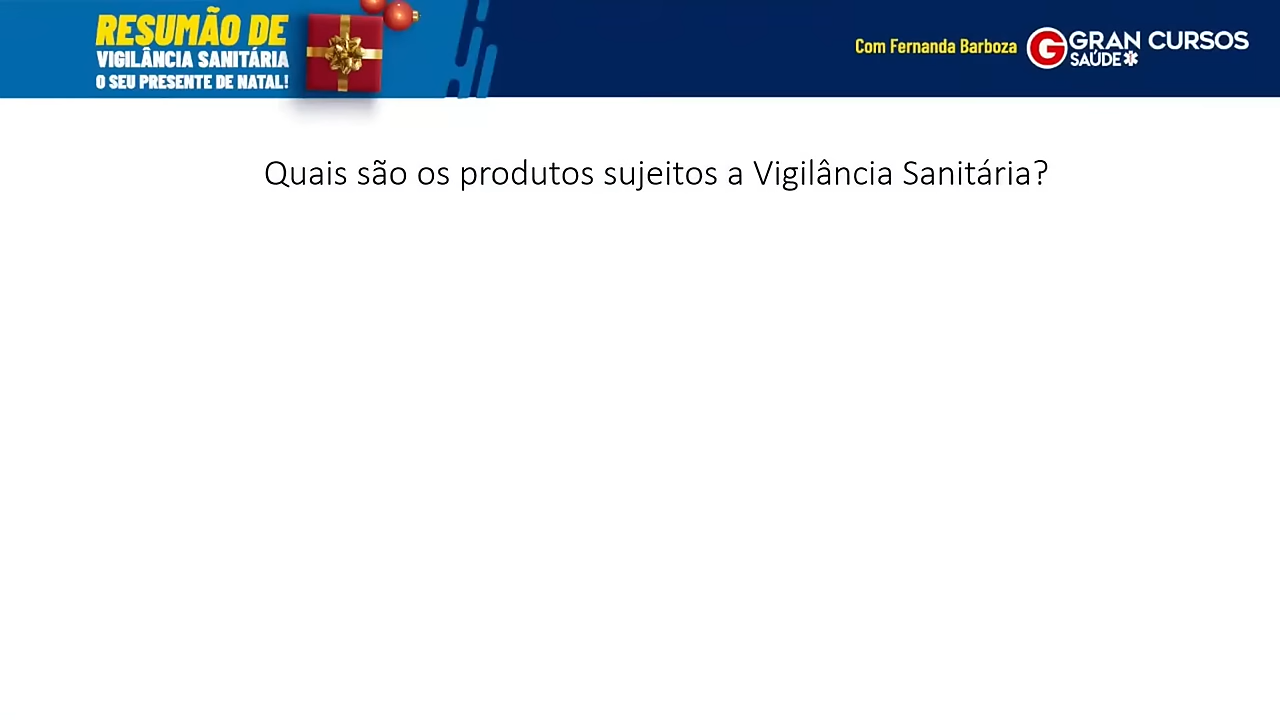 RESUMÃO DE
VIGILÂNCIA SANITÁRIA
O SEU PRESENTE DE NATAL!
Com Fernanda Barboza
GRAN CURSOS
SAÚDE
Quais são os produtos sujeitos a Vigilância Sanitária?